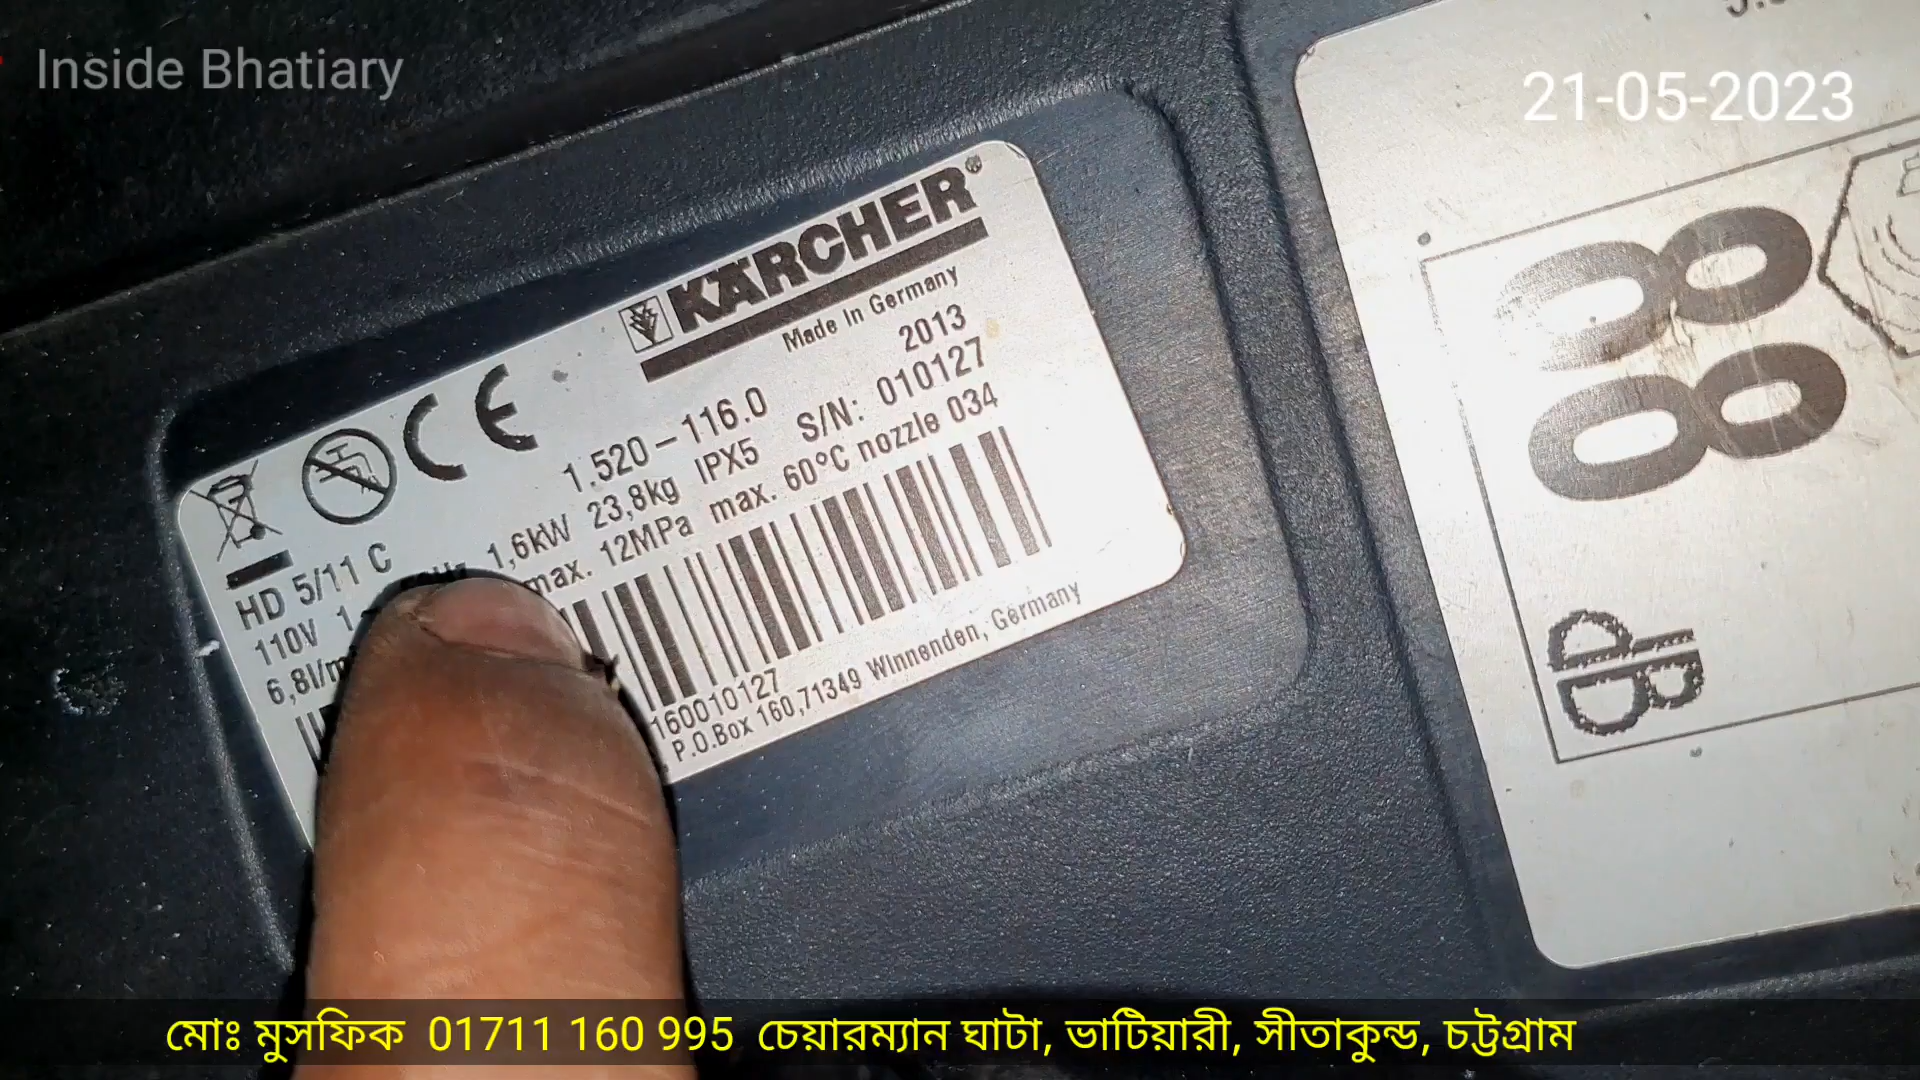 Inside Bhatiary
21-05-2023
KÄRCHER®
Made in Germany
2013
HD 5/11 C 1.520-116.0 S/N: 010127
110V 1,6kW 23,8kg IPX5
max. 12MPa max. 60°C nozzle 034
160010127
P.O.Box 160,71349 Winnenden, Germany
88
dB
মোঃ মুসফিক 01711 160 995 চেয়ারম্যান ঘাটা, ভাটিয়ারী, সীতাকুন্ড, চট্টগ্রাম